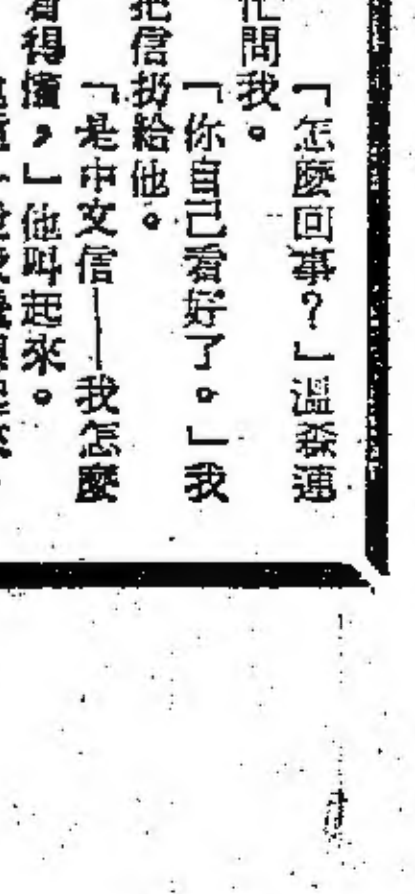 「怎麼回事？」溫森連
忙問我。
「你自己看好了。」我
把信扔給他。
「是中文信——我怎麼
看得懂，」他叫起來。